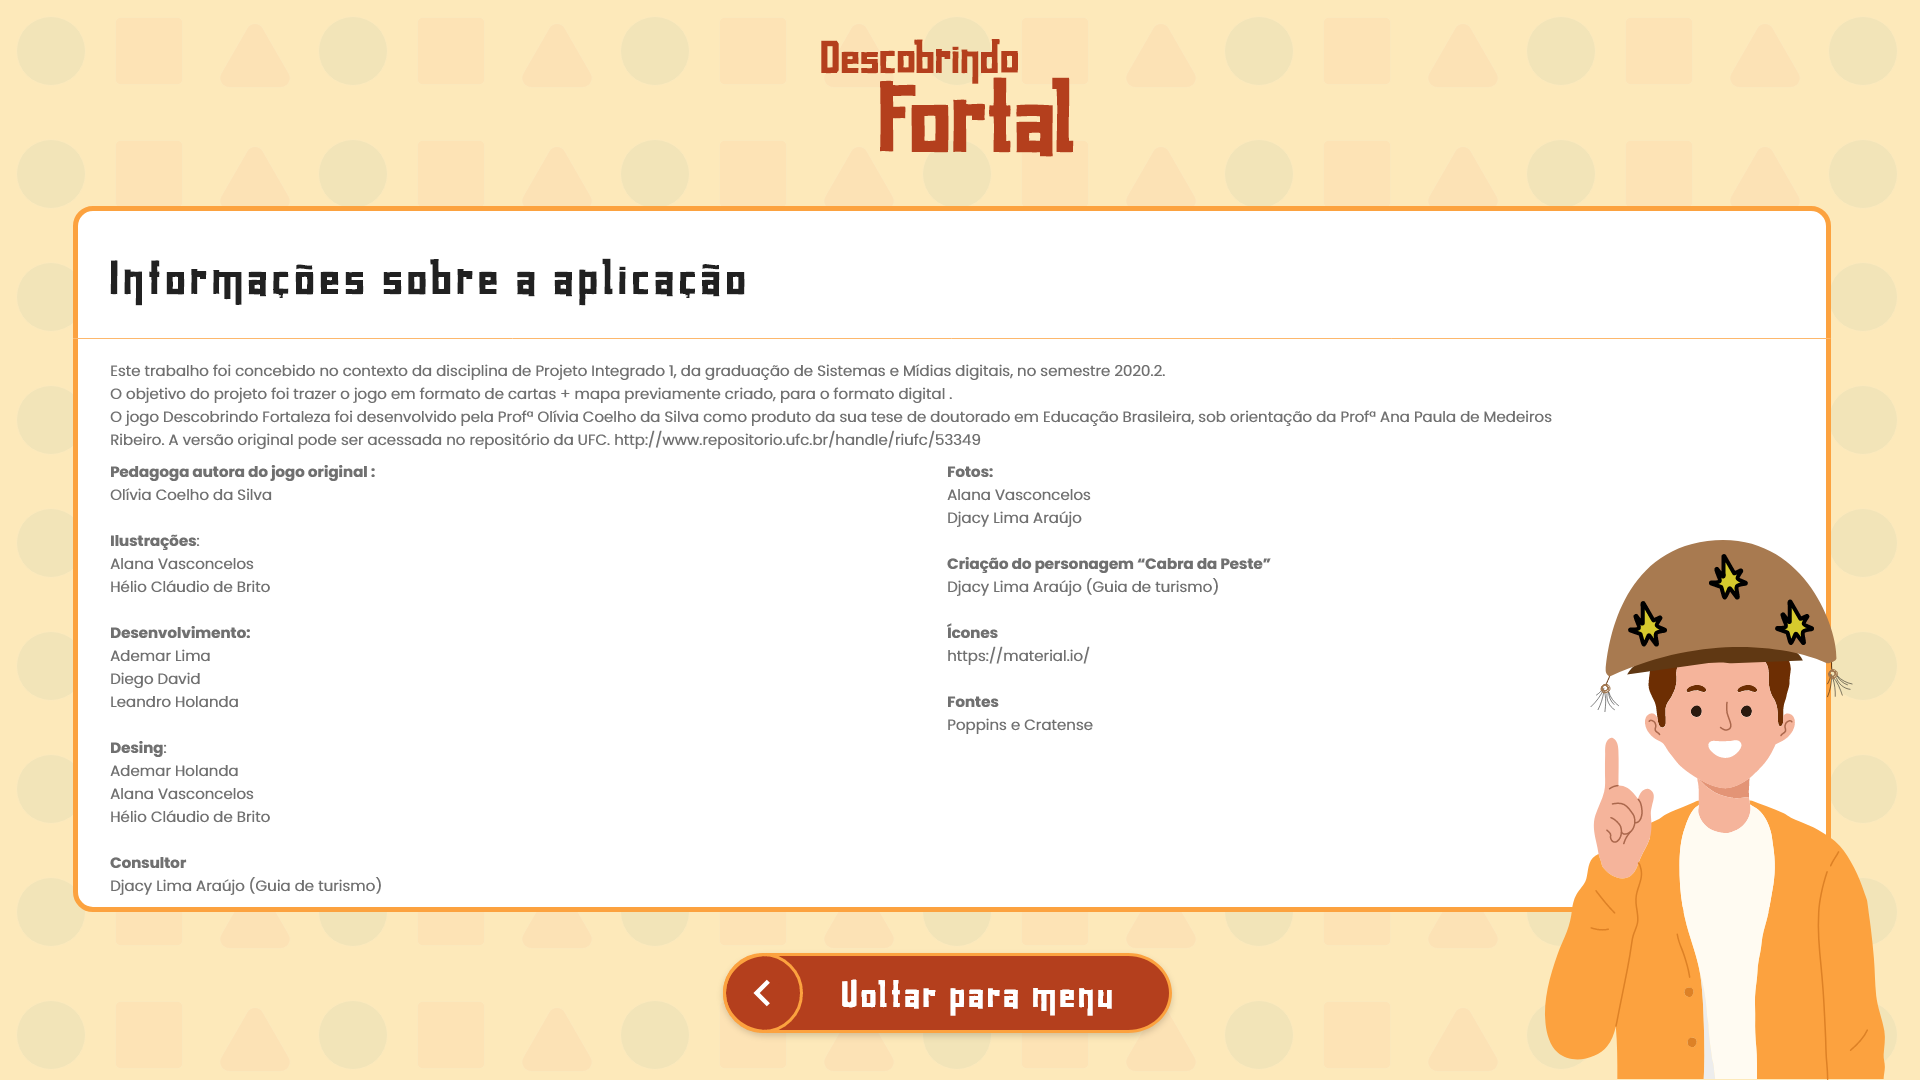 Descobrindo
Fortal
Informações sobre a aplicação
Este trabalho foi concebido no contexto da disciplina de Projeto Integrado 1, da graduação de Sistemas e Mídias digitais, no semestre 2020.2.
O objetivo do projeto foi trazer o jogo em formato de cartas + mapa previamente criado, para o formato digital .
O jogo Descobrindo Fortaleza foi desenvolvido pela Profª Olívia Coelho da Silva como produto da sua tese de doutorado em Educação Brasileira, sob orientação da Profª Ana Paula de Medeiros
Ribeiro. A versão original pode ser acessada no repositório da UFC. http://www.repositorio.ufc.br/handle/riufc/53349
Pedagoga autora do jogo original :
Olívia Coelho da Silva
Ilustrações:
Alana Vasconcelos
Hélio Cláudio de Brito
Desenvolvimento:
Ademar Lima
Diego David
Leandro Holanda
Desing:
Ademar Holanda
Alana Vasconcelos
Hélio Cláudio de Brito
Consultor
Djacy Lima Araújo (Guia de turismo)
Fotos:
Alana Vasconcelos
Djacy Lima Araújo
Criação do personagem “Cabra da Peste”
Djacy Lima Araújo (Guia de turismo)
Ícones
https://material.io/
Fontes
Poppins e Cratense
Voltar para menu